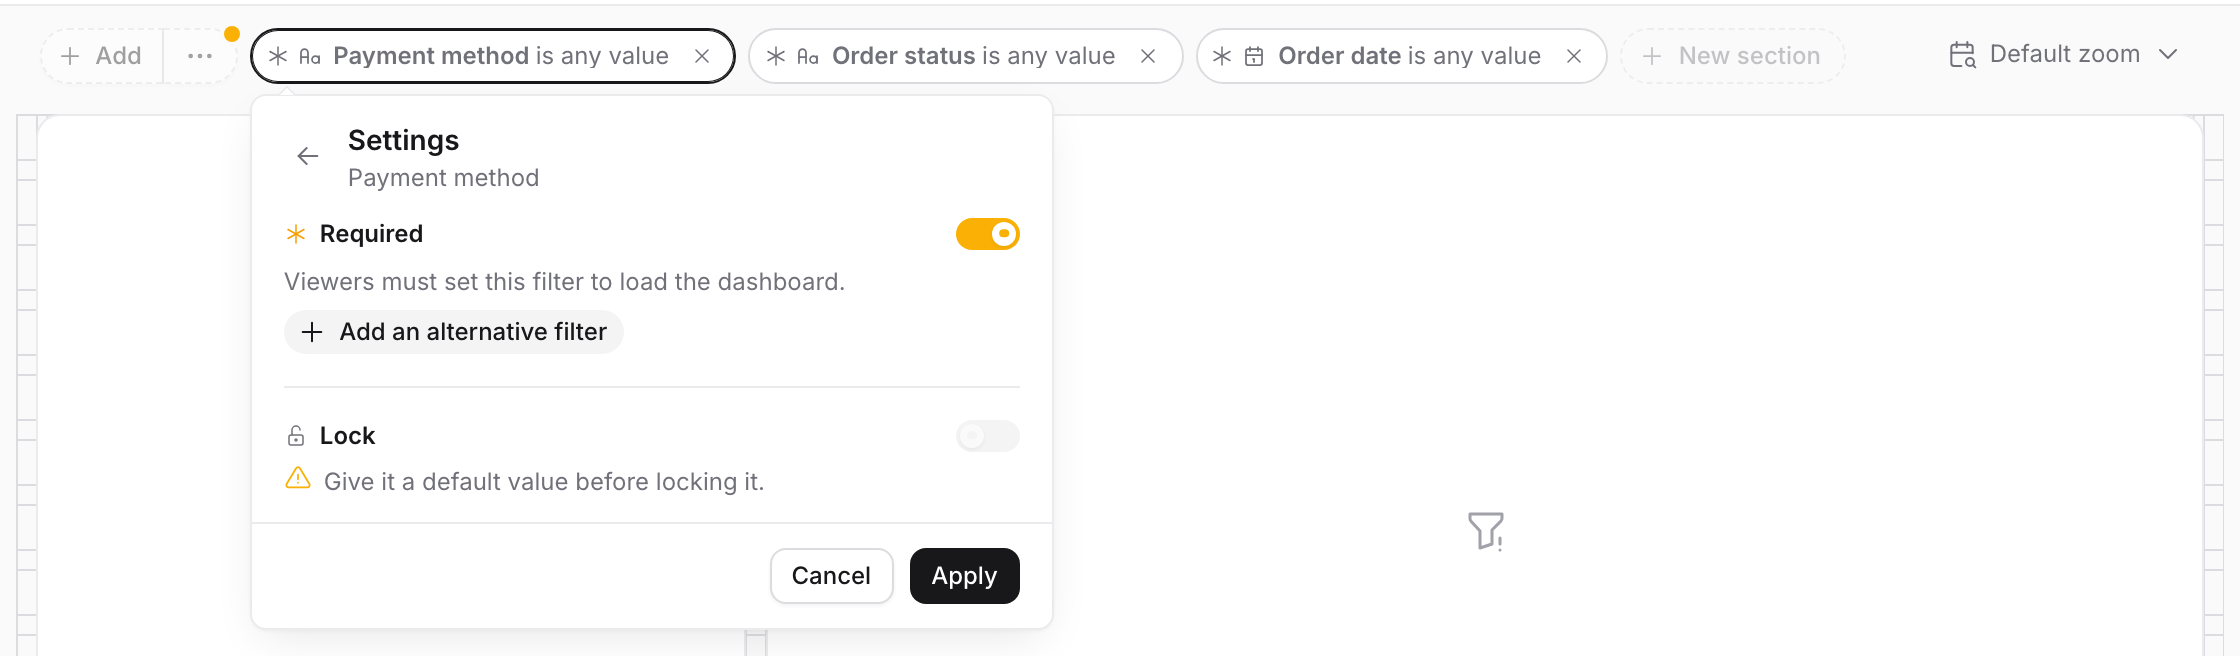 Add
Payment method is any value
Order status is any value
Order date is any value
New section
Default zoom
Settings
Payment method
Required
Viewers must set this filter to load the dashboard.
Add an alternative filter
Lock
Give it a default value before locking it.
Cancel
Apply